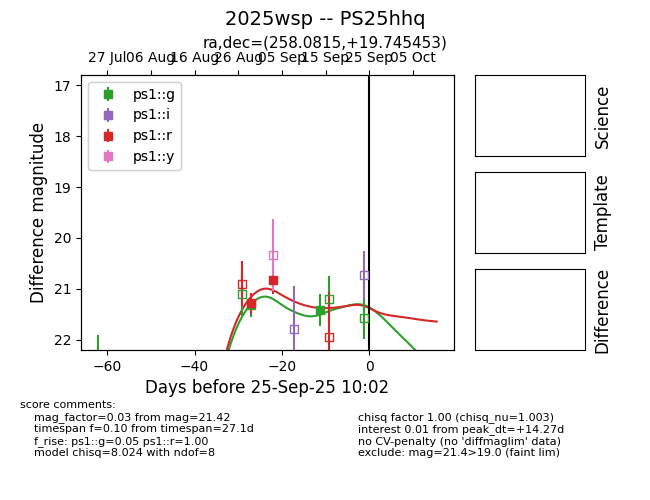 2025wsp -- PS25hhq
ra,dec=(258.0815,+19.745453)
27 Jul 06 Aug 16 Aug 26 Aug 05 Sep 15 Sep 25 Sep 05 Oct
17
18
19
20
21
22
Difference magnitude
ps1::g
ps1::i
ps1::r
ps1::y
−60 −40 −20 0
Days before 25-Sep-25 10:02
Science
Template
Difference
score comments:
mag_factor=0.03 from mag=21.42
timespan f=0.10 from timespan=27.1d
f_rise: ps1::g=0.05 ps1::r=1.00
model chisq=8.024 with ndof=8
chisq factor 1.00 (chisq_nu=1.003)
interest 0.01 from peak_dt=+14.27d
no CV-penalty (no 'diffmaglim' data)
exclude: mag=21.4>19.0 (faint lim)